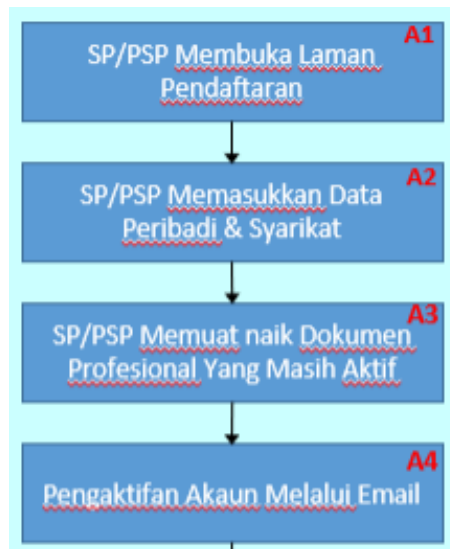 A1
SP/PSP Membuka Laman
Pendaftaran
A2
SP/PSP Memasukkan Data
Peribadi & Syarikat
A3
SP/PSP Memuat naik Dokumen
Profesional Yang Masih Aktif
A4
Pengaktifan Akaun Melalui Email